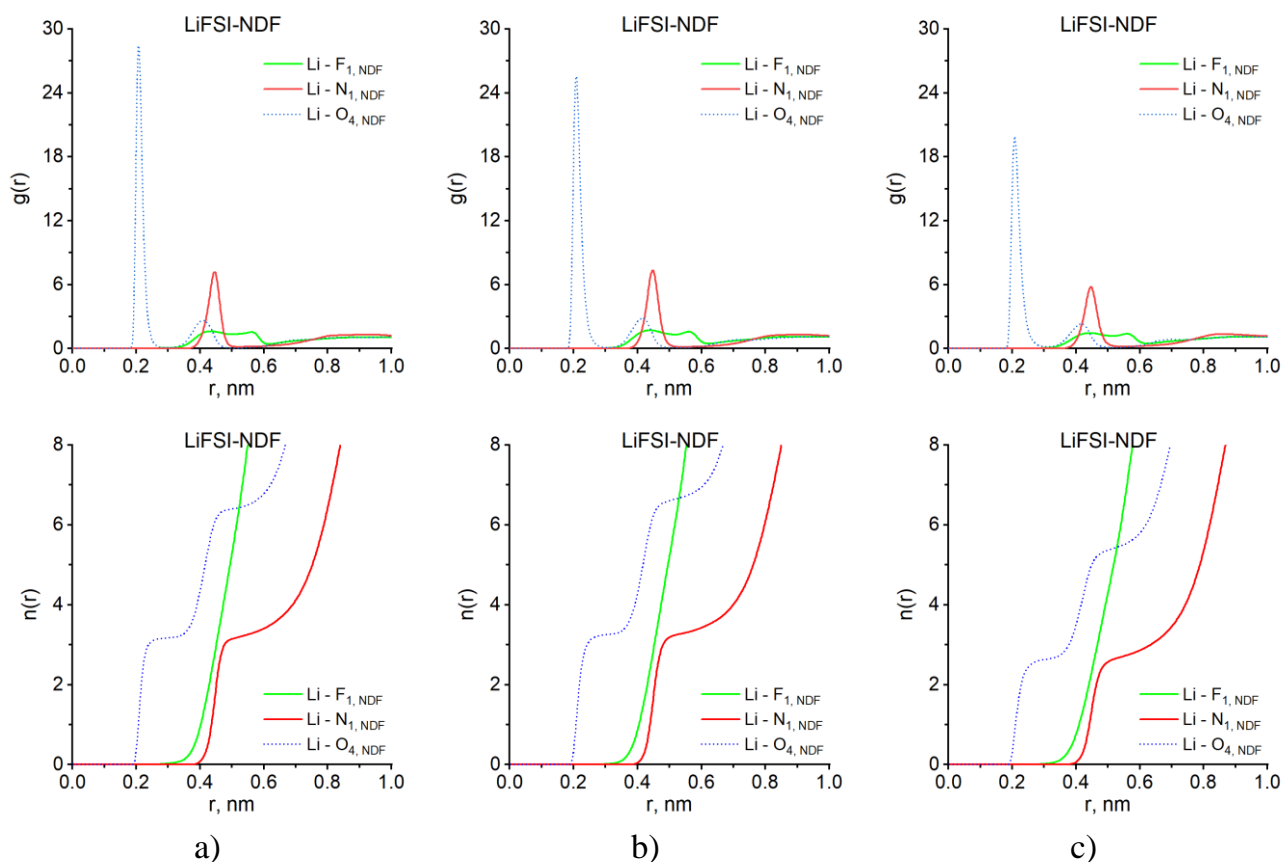 LiFSI-NDF
30
24
18
12
6
0
g(r)
0.0 0.2 0.4 0.6 0.8 1.0
r, nm
Li - F1, NDF
Li - N1, NDF
Li - O4, NDF
LiFSI-NDF
30
24
18
12
6
0
g(r)
0.0 0.2 0.4 0.6 0.8 1.0
r, nm
Li - F1, NDF
Li - N1, NDF
Li - O4, NDF
LiFSI-NDF
30
24
18
12
6
0
g(r)
0.0 0.2 0.4 0.6 0.8 1.0
r, nm
Li - F1, NDF
Li - N1, NDF
Li - O4, NDF
LiFSI-NDF
8
6
4
2
0
n(r)
Li - F1, NDF
Li - N1, NDF
Li - O4, NDF
0.0 0.2 0.4 0.6 0.8 1.0
r, nm
a)
LiFSI-NDF
8
6
4
2
0
n(r)
Li - F1, NDF
Li - N1, NDF
Li - O4, NDF
0.0 0.2 0.4 0.6 0.8 1.0
r, nm
b)
LiFSI-NDF
8
6
4
2
0
n(r)
Li - F1, NDF
Li - N1, NDF
Li - O4, NDF
0.0 0.2 0.4 0.6 0.8 1.0
r, nm
c)